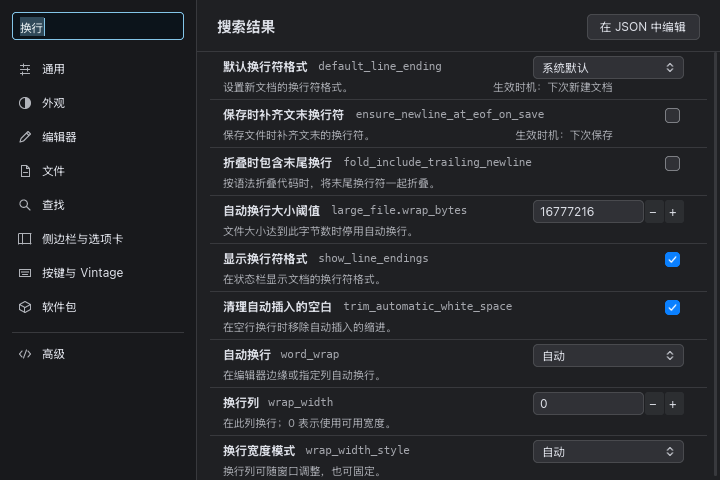 换行
通用
外观
编辑器
文件
查找
侧边栏与选项卡
按键与 Vintage
软件包
高级
搜索结果
在 JSON 中编辑
默认换行符格式 default_line_ending
系统默认
设置新文档的换行符格式。
生效时机：下次新建文档
保存时补齐文末换行符 ensure_newline_at_eof_on_save
保存文件时补齐文末的换行符。
生效时机：下次保存
折叠时包含末尾换行 fold_include_trailing_newline
按语法折叠代码时，将末尾换行符一起折叠。
自动换行大小阈值 large_file.wrap_bytes
16777216
− +
文件大小达到此字节数时停用自动换行。
显示换行符格式 show_line_endings
在状态栏显示文档的换行符格式。
清理自动插入的空白 trim_automatic_white_space
在空行换行时移除自动插入的缩进。
自动换行 word_wrap
自动
在编辑器边缘或指定列自动换行。
换行列 wrap_width
0
− +
在此列换行；0 表示使用可用宽度。
换行宽度模式 wrap_width_style
自动
换行列可随窗口调整，也可固定。